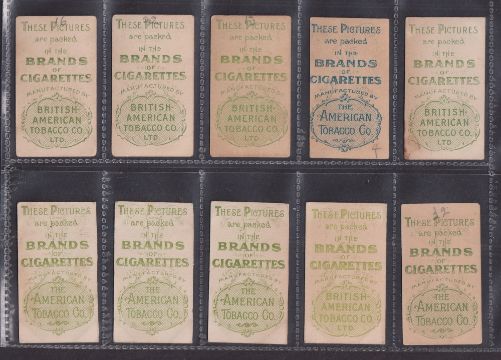 16
THESE PICTURES
are packed
IN THE
BRANDS
OF
CIGARETTES
MANUFACTURED BY
BRITISH-
AMERICAN
TOBACCO CO.
LTD.
THESE PICTURES
are packed
IN THE
BRANDS
OF
CIGARETTES
MANUFACTURED BY
BRITISH-
AMERICAN
TOBACCO CO.
LTD.
THESE PICTURES
are packed
IN THE
BRANDS
OF
CIGARETTES
MANUFACTURED BY
BRITISH-
AMERICAN
TOBACCO CO.
LTD.
THESE PICTURES
are packed
IN THE
BRANDS
OF
CIGARETTES
MANUFACTURED BY
THE
AMERICAN
TOBACCO CO.
THESE PICTURES
are packed
IN THE
BRANDS
OF
CIGARETTES
MANUFACTURED BY
BRITISH-
AMERICAN
TOBACCO CO.
LTD.
THESE PICTURES
are packed
IN THE
BRANDS
OF
CIGARETTES
MANUFACTURED BY
THE
AMERICAN
TOBACCO CO.
THESE PICTURES
are packed
IN THE
BRANDS
OF
CIGARETTES
MANUFACTURED BY
THE
AMERICAN
TOBACCO CO.
THESE PICTURES
are packed
IN THE
BRANDS
OF
CIGARETTES
MANUFACTURED BY
THE
AMERICAN
TOBACCO CO.
THESE PICTURES
are packed
IN THE
BRANDS
OF
CIGARETTES
MANUFACTURED BY
BRITISH-
AMERICAN
TOBACCO CO.
LTD.
12
THESE PICTURES
are packed
IN THE
BRANDS
OF
CIGARETTES
MANUFACTURED BY
THE
AMERICAN
TOBACCO CO.